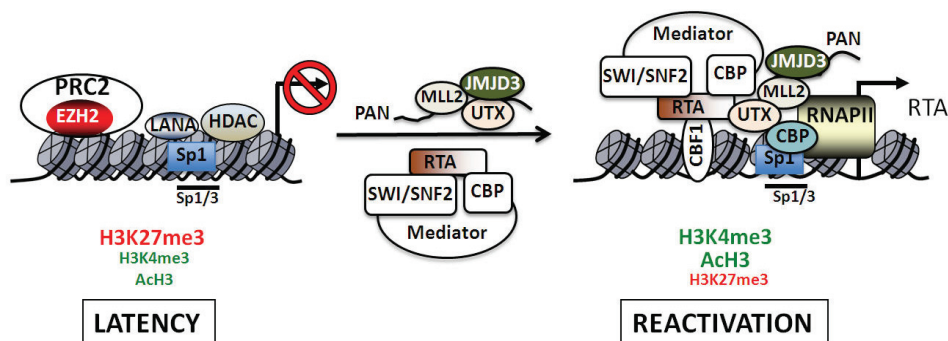 PRC2
EZH2
LANA
HDAC
Sp1
Sp1/3
H3K27me3
H3K4me3
AcH3
LATENCY
PAN
MLL2
JMJD3
UTX
RTA
SWI/SNF2
CBP
Mediator
Mediator
SWI/SNF2
CBP
RTA
CBF1
UTX
MLL2
JMJD3
PAN
RNAPII
CBP
Sp1
Sp1/3
RTA
H3K4me3
AcH3
H3K27me3
REACTIVATION